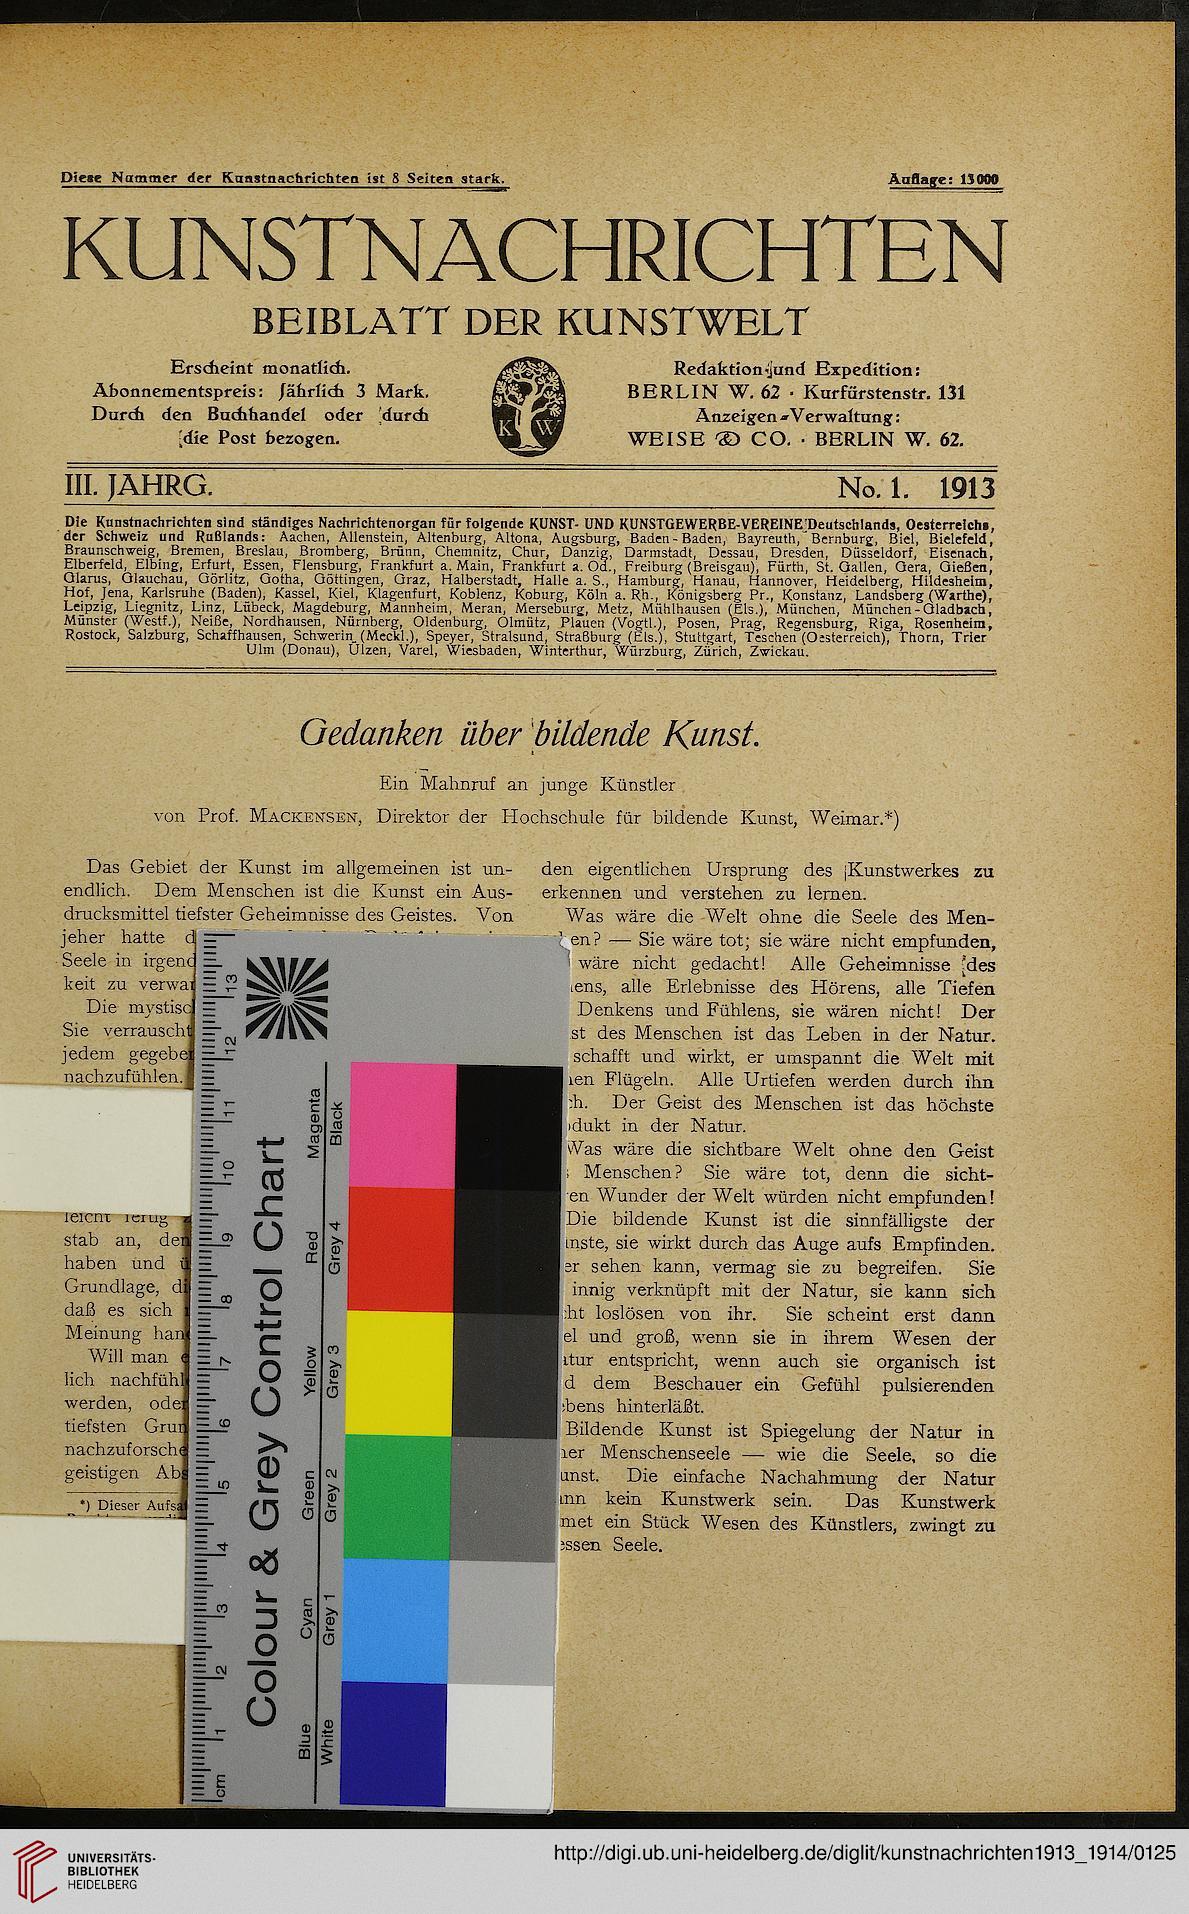 Diese Nummer der Kunstnachrichten ist 8 Seiten stark.
Auflage: 13000
KUNSTNACHRICHTEN
BEIBLATT DER KUNSTWELT
Erscheint monatlich.
Abonnementspreis: Jährlich 3 Mark.
Durch den Buchhandel oder durch
die Post bezogen.
K W
Redaktion und Expedition:
BERLIN W. 62 · Kurfürstenstr. 131
Anzeigen-Verwaltung:
WEISE & CO. · BERLIN W. 62.
III. JAHRG.
No. 1. 1913
Die Kunstnachrichten sind ständiges Nachrichtenorgan für folgende KUNST- UND KUNSTGEWERBE-VEREINE Deutschlands, Oesterreichs,
der Schweiz und Rußlands: Aachen, Allenstein, Altenburg, Altona, Augsburg, Baden-Baden, Bayreuth, Bernburg, Biel, Bielefeld,
Braunschweig, Bremen, Breslau, Bromberg, Brünn, Chemnitz, Chur, Danzig, Darmstadt, Dessau, Dresden, Düsseldorf, Eisenach,
Elberfeld, Elbing, Erfurt, Essen, Flensburg, Frankfurt a. Main, Frankfurt a. Od., Freiburg (Breisgau), Fürth, St. Gallen, Gera, Gießen,
Glarus, Glauchau, Görlitz, Gotha, Göttingen, Graz, Halberstadt, Halle a. S., Hamburg, Hanau, Hannover, Heidelberg, Hildesheim,
Hof, Jena, Karlsruhe (Baden), Kassel, Kiel, Klagenfurt, Koblenz, Koburg, Köln a. Rh., Königsberg Pr., Konstanz, Landsberg (Warthe),
Leipzig, Liegnitz, Linz, Lübeck, Magdeburg, Mannheim, Meran, Merseburg, Metz, Mühlhausen (Els.), München, München-Gladbach,
Münster (Westf.), Neiße, Nordhausen, Nürnberg, Oldenburg, Olmütz, Plauen (Vogtl.), Posen, Prag, Regensburg, Riga, Rosenheim,
Rostock, Salzburg, Schaffhausen, Schwerin (Meckl.), Speyer, Stralsund, Straßburg (Els.), Stuttgart, Teschen (Oesterreich), Thorn, Trier
Ulm (Donau), Ülzen, Varel, Wiesbaden, Winterthur, Würzburg, Zürich, Zwickau.
Gedanken über bildende Kunst.
Ein Mahnruf an junge Künstler
von Prof. MACKENSEN, Direktor der Hochschule für bildende Kunst, Weimar.*)
Das Gebiet der Kunst im allgemeinen ist un-
endlich. Dem Menschen ist die Kunst ein Aus-
drucksmittel tiefster Geheimnisse des Geistes. Von
jeher hatte
Seele in irgend
keit zu verwa
Die mystisc
Sie verrauscht
jedem gegebe
nachzufühlen.
leicht fertig
stab an, den
haben und
Grundlage, di
daß es sich
Meinung han
Will man
lich nachfühl
werden, oder
tiefsten Grun
nachzuforsche
geistigen Abs
*) Dieser Aufsa
den eigentlichen Ursprung des Kunstwerkes zu
erkennen und verstehen zu lernen.
Was wäre die Welt ohne die Seele des Men-
en? — Sie wäre tot; sie wäre nicht empfunden,
wäre nicht gedacht! Alle Geheimnisse des
ens, alle Erlebnisse des Hörens, alle Tiefen
Denkens und Fühlens, sie wären nicht! Der
st des Menschen ist das Leben in der Natur.
schafft und wirkt, er umspannt die Welt mit
en Flügeln. Alle Urtiefen werden durch ihn
ch. Der Geist des Menschen ist das höchste
dukt in der Natur.
Was wäre die sichtbare Welt ohne den Geist
Menschen? Sie wäre tot, denn die sicht-
en Wunder der Welt würden nicht empfunden!
Die bildende Kunst ist die sinnfälligste der
nste, sie wirkt durch das Auge aufs Empfinden.
er sehen kann, vermag sie zu begreifen. Sie
innig verknüpft mit der Natur, sie kann sich
ht loslösen von ihr. Sie scheint erst dann
el und groß, wenn sie in ihrem Wesen der
tur entspricht, wenn auch sie organisch ist
d dem Beschauer ein Gefühl pulsierenden
bens hinterläßt.
Bildende Kunst ist Spiegelung der Natur in
er Menschenseele — wie die Seele, so die
unst. Die einfache Nachahmung der Natur
nn kein Kunstwerk sein. Das Kunstwerk
met ein Stück Wesen des Künstlers, zwingt zu
essen Seele.
Colour & Grey Control Chart
Blue Cyan Green Yellow Red Magenta
White Grey 1 Grey 2 Grey 3 Grey 4 Black
cm 1 2 3 4 5 6 7 8 9 10 11 12 13
UNIVERSITÄTS-
BIBLIOTHEK
HEIDELBERG
http://digi.ub.uni-heidelberg.de/diglit/kunstnachrichten1913_1914/0125